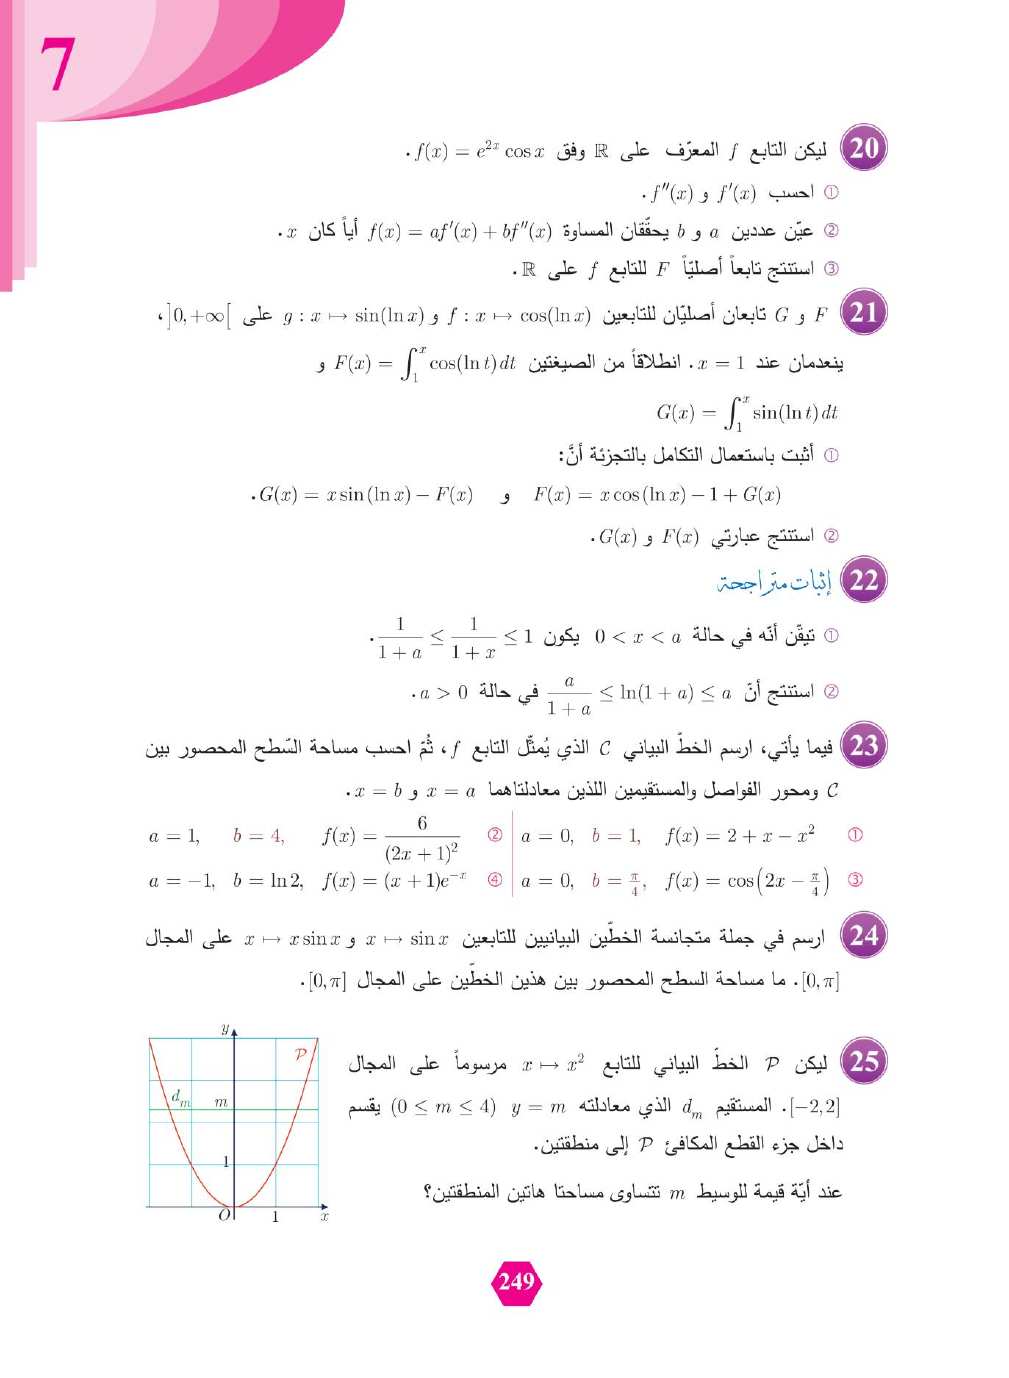 7
20 ليكن التابع f المعرّف على ℝ وفق f(x) = e^{2x} cos x .
① احسب f′(x) و f″(x) .
② عيّن عددين a و b يحقّقان المساوة f(x) = af′(x) + bf″(x) أياً كان x .
③ استنتج تابعاً أصليّاً F للتابع f على ℝ .
21 F و G تابعان أصليّان للتابعين f : x ↦ cos(ln x) و g : x ↦ sin(ln x) على ]0,+∞[ ،
ينعدمان عند x = 1 . انطلاقاً من الصيغتين F(x) = ∫_1^x cos(ln t) dt و
G(x) = ∫_1^x sin(ln t) dt
① أثبت باستعمال التكامل بالتجزئة أنَّ:
F(x) = x cos(ln x) − 1 + G(x) و G(x) = x sin(ln x) − F(x) .
② استنتج عبارتي F(x) و G(x) .
22 إثبات متراجحة
① تيقّن أنّه في حالة 0 < x < a يكون 1/(1 + a) ≤ 1/(1 + x) ≤ 1 .
② استنتج أنّ a/(1 + a) ≤ ln(1 + a) ≤ a في حالة a > 0 .
23 فيما يأتي، ارسم الخطّ البياني C الذي يُمثّل التابع f ، ثُمّ احسب مساحة السّطح المحصور بين
C ومحور الفواصل والمستقيمين اللذين معادلتاهما x = a و x = b .
① a = 0, b = 1, f(x) = 2 + x − x² ② a = 1, b = 4, f(x) = 6/(2x + 1)²
③ a = 0, b = π/4, f(x) = cos(2x − π/4) ④ a = −1, b = ln 2, f(x) = (x + 1)e^{−x}
24 ارسم في جملة متجانسة الخطّين البيانيين للتابعين x ↦ sin x و x ↦ x sin x على المجال
[0, π] . ما مساحة السطح المحصور بين هذين الخطّين على المجال [0, π] .
25 ليكن P الخطّ البياني للتابع x ↦ x² مرسوماً على المجال
[−2,2] . المستقيم d_m الذي معادلته y = m (0 ≤ m ≤ 4) يقسم
داخل جزء القطع المكافئ P إلى منطقتين.
عند أيّة قيمة للوسيط m تتساوى مساحتا هاتين المنطقتين؟
y
P
d_m
m
1
O
1
x
249